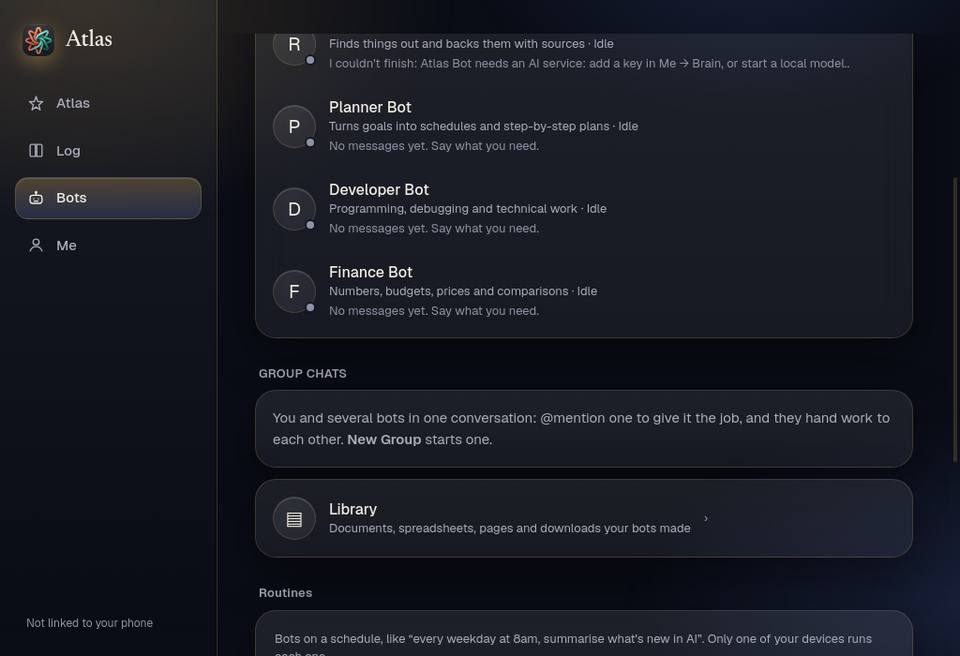 Atlas
Atlas
Log
Bots
Me
Not linked to your phone
R
Finds things out and backs them with sources · Idle
I couldn't finish: Atlas Bot needs an AI service: add a key in Me → Brain, or start a local model..
P
Planner Bot
Turns goals into schedules and step-by-step plans · Idle
No messages yet. Say what you need.
D
Developer Bot
Programming, debugging and technical work · Idle
No messages yet. Say what you need.
F
Finance Bot
Numbers, budgets, prices and comparisons · Idle
No messages yet. Say what you need.
GROUP CHATS
You and several bots in one conversation: @mention one to give it the job, and they hand work to
each other. New Group starts one.
Library
Documents, spreadsheets, pages and downloads your bots made ›
Routines
Bots on a schedule, like “every weekday at 8am, summarise what's new in AI”. Only one of your devices runs
each one.